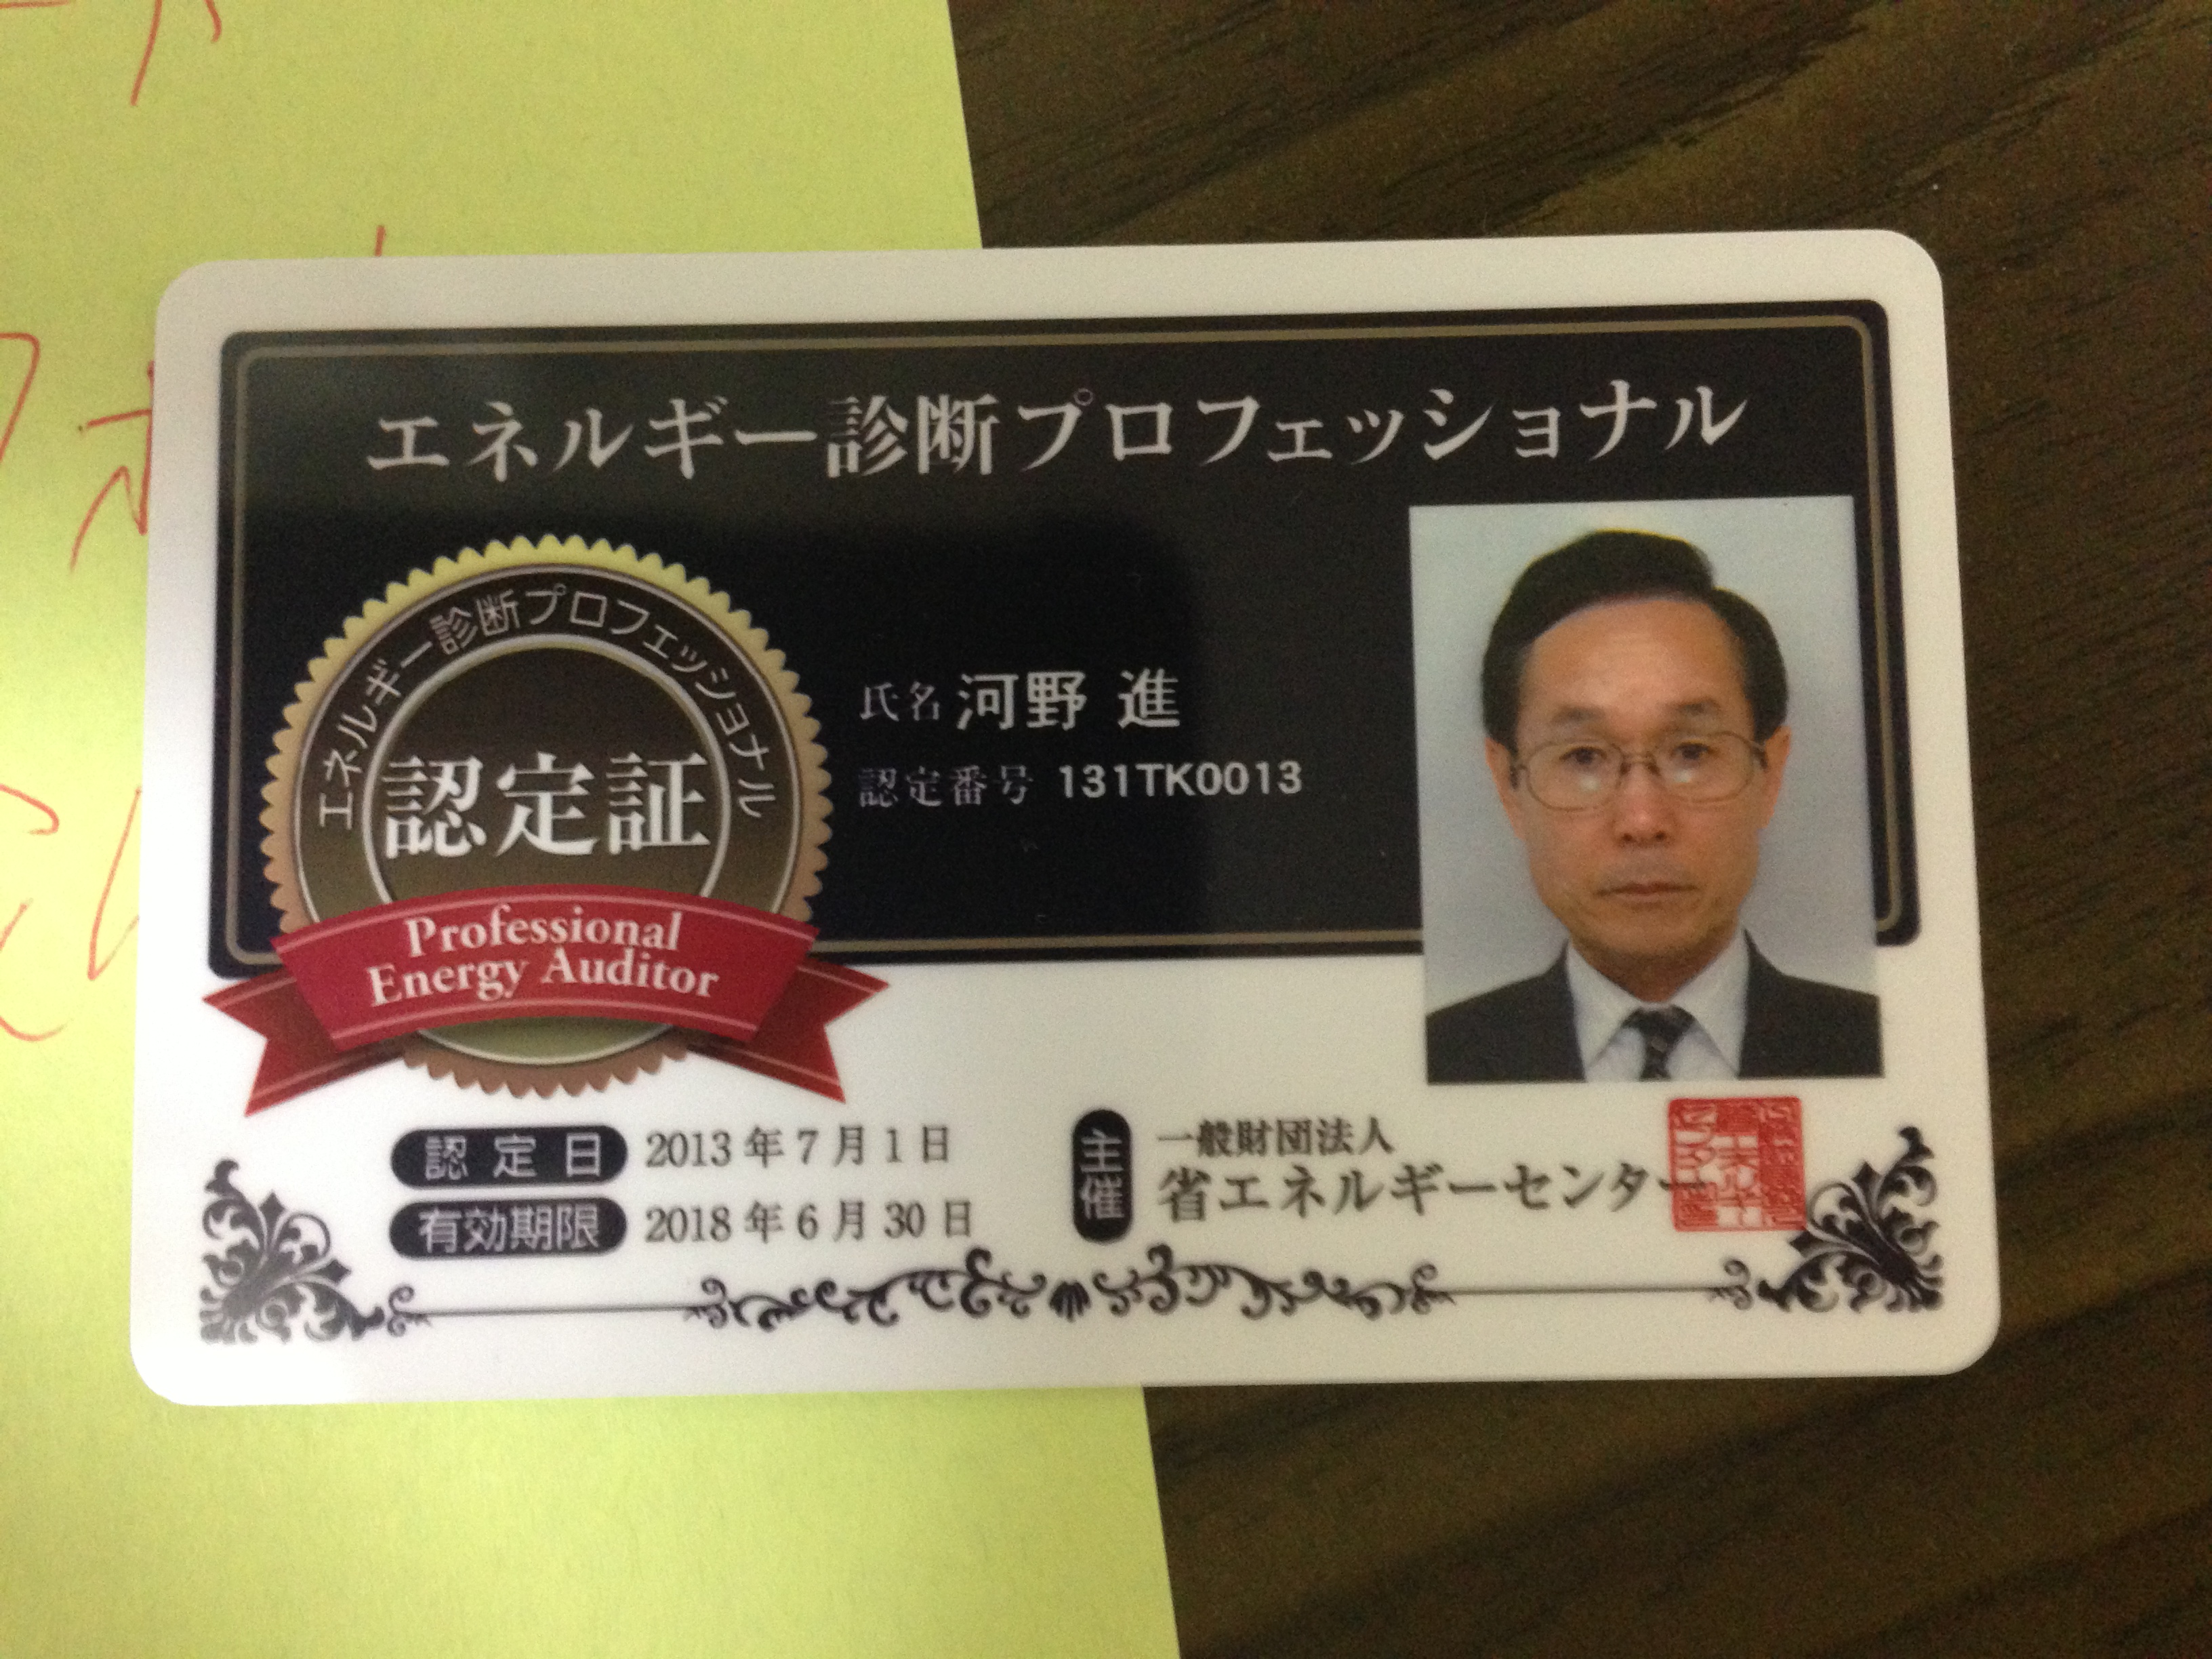 エネルギー診断プロフェッショナル
エネルギー診断プロフェッショナル
認定証
Professional
Energy Auditor
氏名 河野 進
認定番号 131TK0013
認定日 2013年7月1日
有効期限 2018年6月30日
主催
一般財団法人
省エネルギーセンター